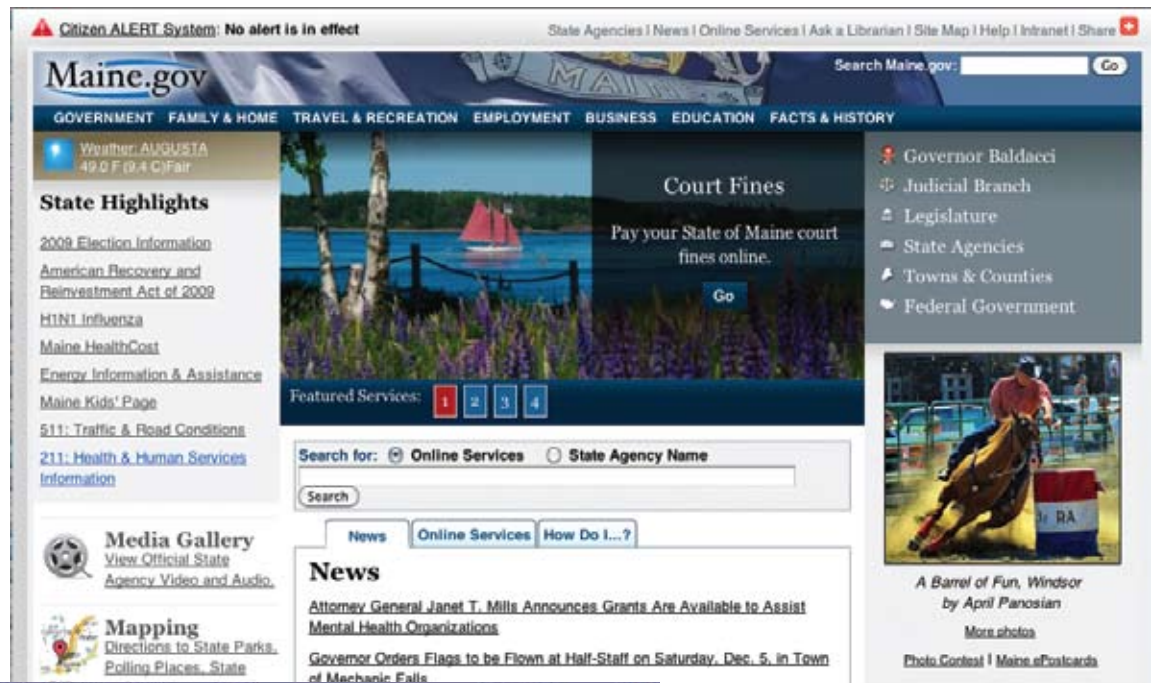 Citizen ALERT System: No alert is in effect
State Agencies | News | Online Services | Ask a Librarian | Site Map | Help | Intranet | Share
Maine.gov
MAIN
Search Maine.gov:
Go
GOVERNMENT FAMILY & HOME TRAVEL & RECREATION EMPLOYMENT BUSINESS EDUCATION FACTS & HISTORY
Weather: AUGUSTA
49.0 F (9.4 C)Fair
State Highlights
2009 Election Information
American Recovery and
Reinvestment Act of 2009
H1N1 Influenza
Maine HealthCost
Energy Information & Assistance
Maine Kids' Page
511: Traffic & Road Conditions
211: Health & Human Services
Information
Media Gallery
View Official State
Agency Video and Audio.
Mapping
Directions to State Parks,
Polling Places, State
Court Fines
Pay your State of Maine court
fines online.
Go
Featured Services: 1 2 3 4
Search for: Online Services State Agency Name
Search
News Online Services How Do I...?
News
Attorney General Janet T. Mills Announces Grants Are Available to Assist
Mental Health Organizations
Governor Orders Flags to be Flown at Half-Staff on Saturday, Dec. 5, in Town
of Mechanic Falls
Governor Baldacci
Judicial Branch
Legislature
State Agencies
Towns & Counties
Federal Government
RA
A Barrel of Fun, Windsor
by April Panosian
More photos
Photo Contest | Maine ePostcards